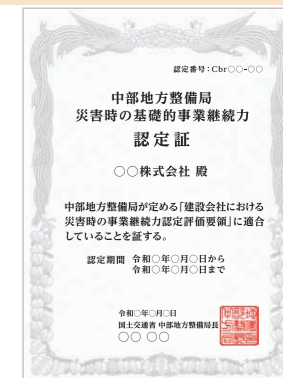 認定番号：Cbr○○-○○
中部地方整備局
災害時の基礎的事業継続力
認定証
○○株式会社 殿
中部地方整備局が定める「建設会社における
災害時の事業継続力認定評価要領」に適合
していることを証する。
認定期間 令和○年○月○日から
令和○年○月○日まで
令和○年○月○日
国土交通省 中部地方整備局長
○○ ○○